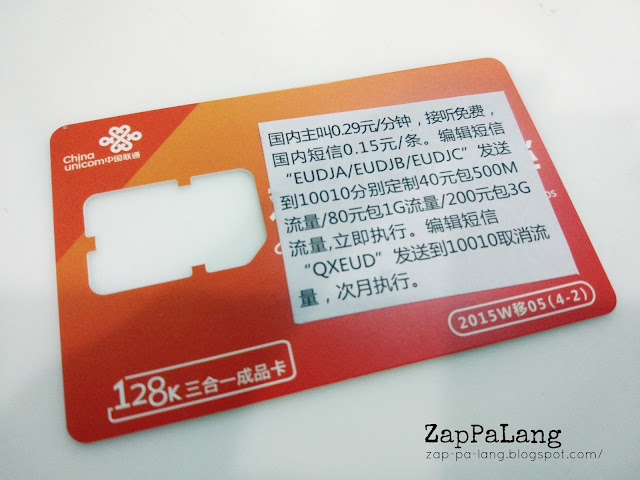 China
unicom中国联通
国内主叫0.29元/分钟，接听免费，
国内短信0.15元/条。编辑短信
“EUDJA/EUDJB/EUDJC”发送
到10010分别定制40元包500M
流量/80元包1G流量/200元包3G
流量,立即执行。编辑短信
“QXEUD”发送到10010取消流
量，次月执行。
2015W移05(4-2)
128K三合一成品卡
ZapPaLang
zap-pa-lang.blogspot.com/